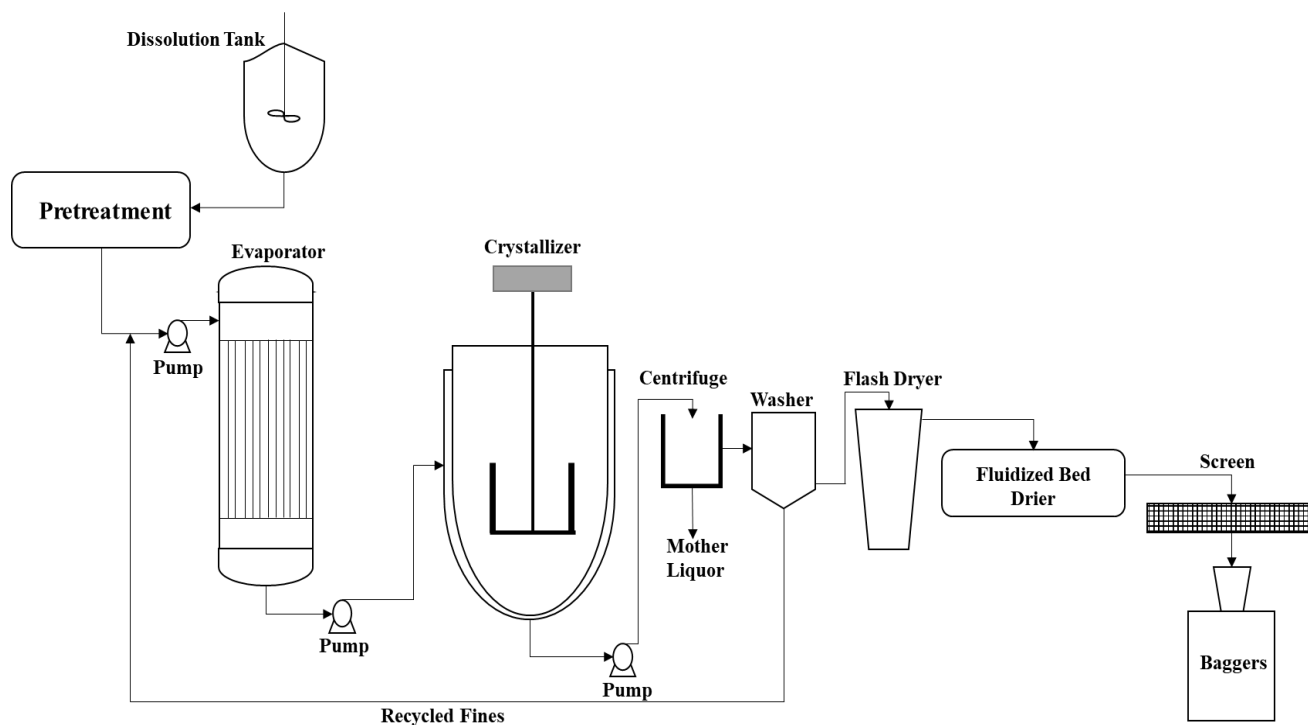 Dissolution Tank
Pretreatment
Evaporator
Pump
Pump
Crystallizer
Pump
Centrifuge
Mother
Liquor
Washer
Flash Dryer
Fluidized Bed
Drier
Screen
Baggers
Recycled Fines